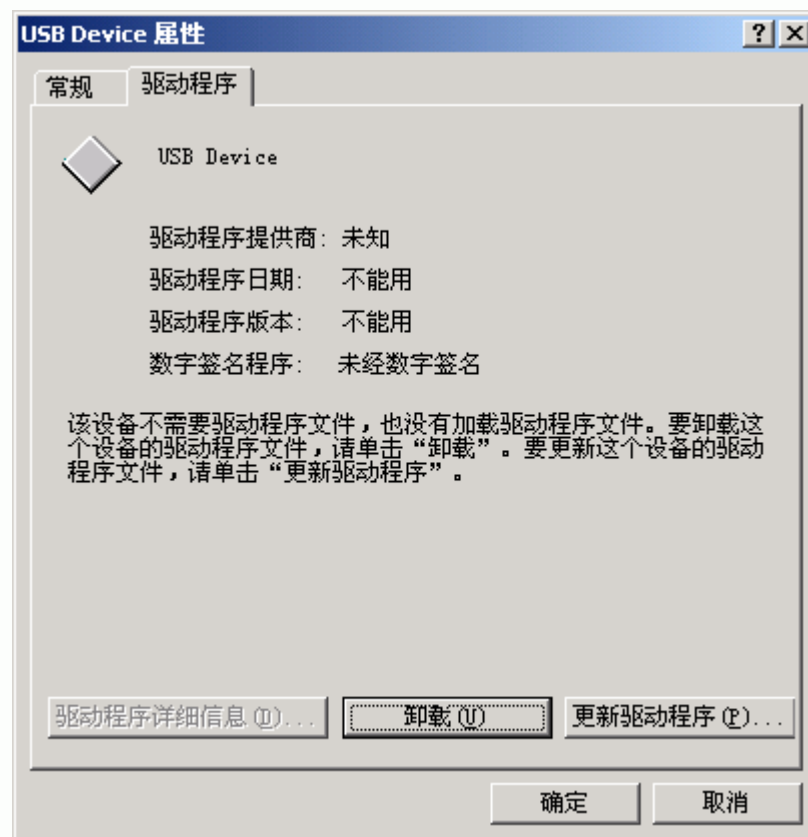 USB Device 属性
常规 驱动程序
USB Device
驱动程序提供商: 未知
驱动程序日期: 不能用
驱动程序版本: 不能用
数字签名程序: 未经数字签名
该设备不需要驱动程序文件，也没有加载驱动程序文件。要卸载这
个设备的驱动程序文件，请单击“卸载”。要更新这个设备的驱动
程序文件，请单击“更新驱动程序”。
驱动程序详细信息(D)... 卸载(U) 更新驱动程序(P)...
确定 取消